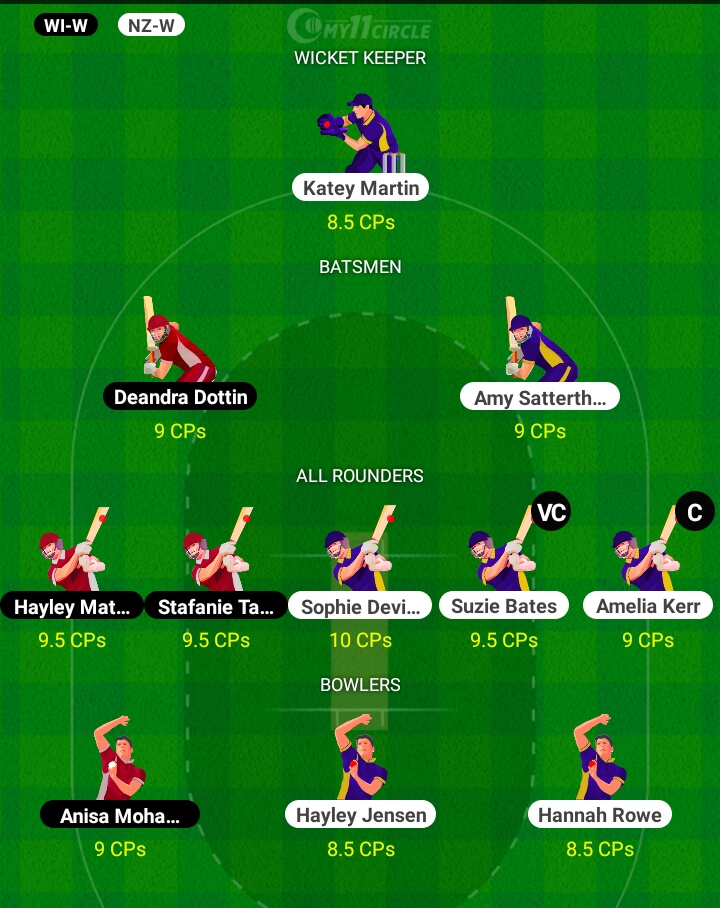 WI-W NZ-W
MY11CIRCLE
WICKET KEEPER
Katey Martin
8.5 CPs
BATSMEN
Deandra Dottin Amy Satterth...
9 CPs 9 CPs
ALL ROUNDERS
VC C
Hayley Mat... Stafanie Ta... Sophie Devi... Suzie Bates Amelia Kerr
9.5 CPs 9.5 CPs 10 CPs 9.5 CPs 9 CPs
BOWLERS
Anisa Moha... Hayley Jensen Hannah Rowe
9 CPs 8.5 CPs 8.5 CPs